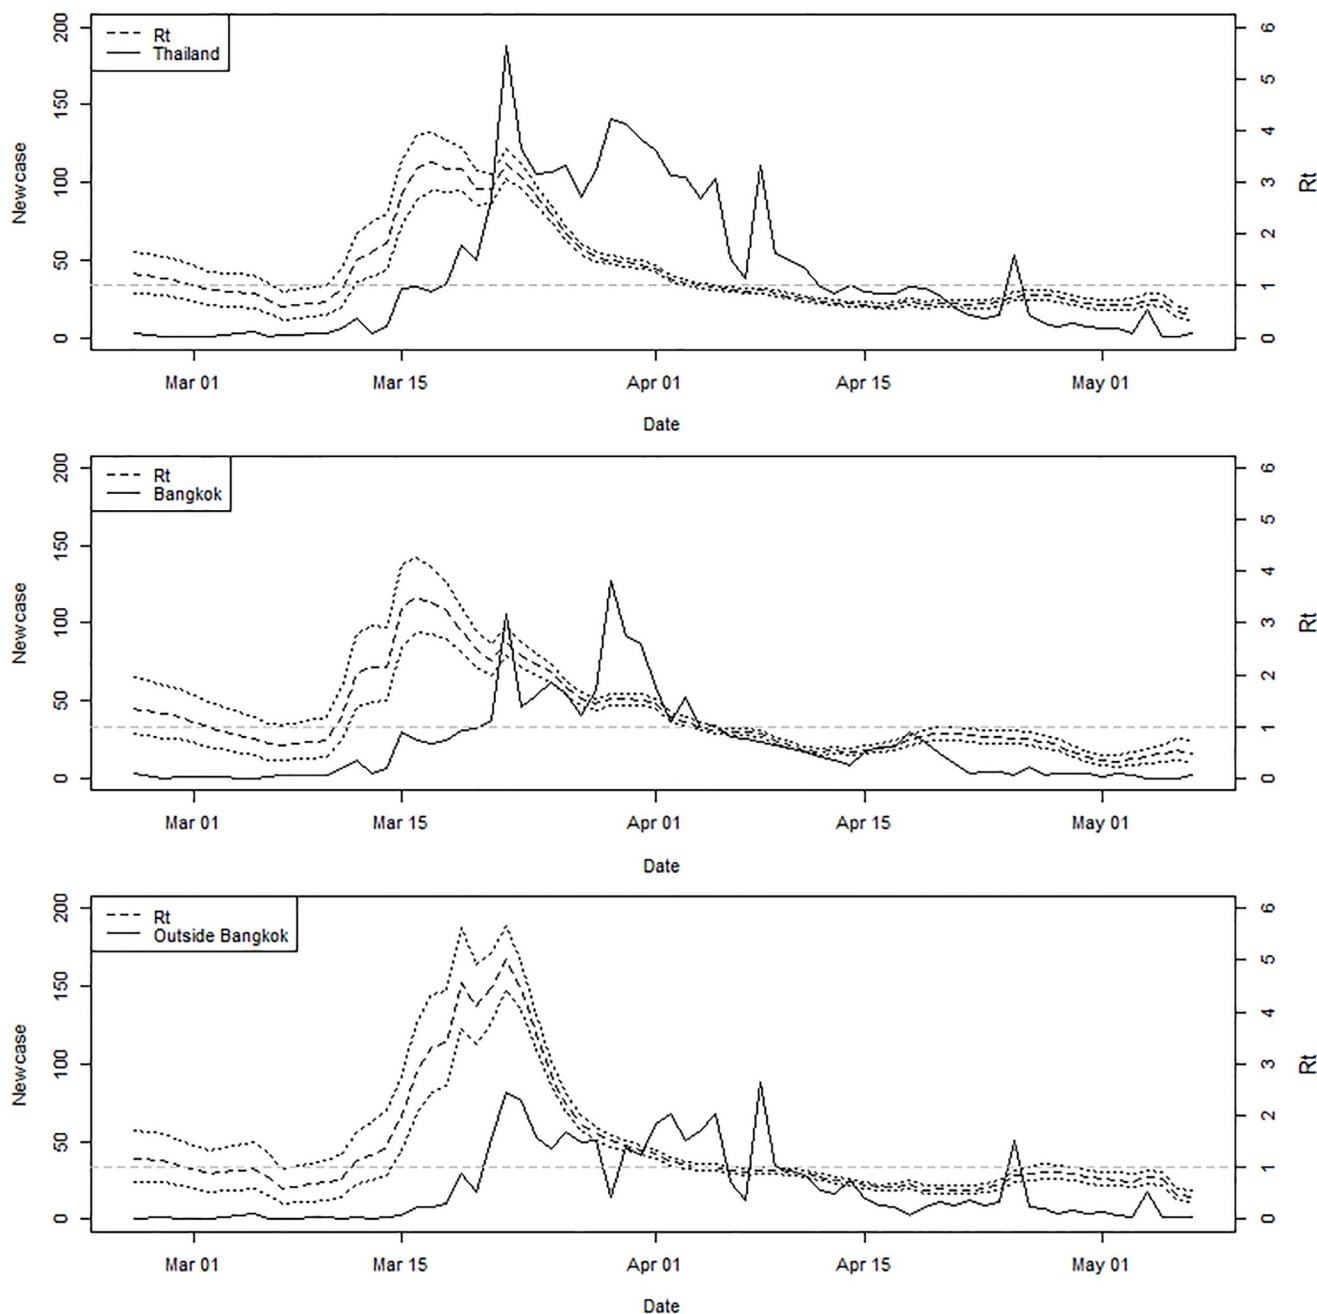 Rt
Thailand
Newcase
200
150
100
50
0
6
5
4
3
2
1
0
Rt
Mar 01
Mar 15
Apr 01
Apr 15
May 01
Date
Rt
Bangkok
Newcase
200
150
100
50
0
6
5
4
3
2
1
0
Rt
Mar 01
Mar 15
Apr 01
Apr 15
May 01
Date
Rt
Outside Bangkok
Newcase
200
150
100
50
0
6
5
4
3
2
1
0
Rt
Mar 01
Mar 15
Apr 01
Apr 15
May 01
Date